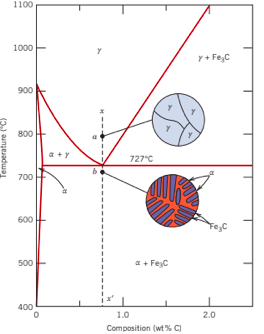 1100
1000
γ
γ + Fe₃C
900
x
γ
γ
a
γ
γ
800
α + γ
727°C
b
α
700
α
Fe₃C
600
Temperature (°C)
500
α + Fe₃C
x′
400
0
1.0
2.0
Composition (wt% C)